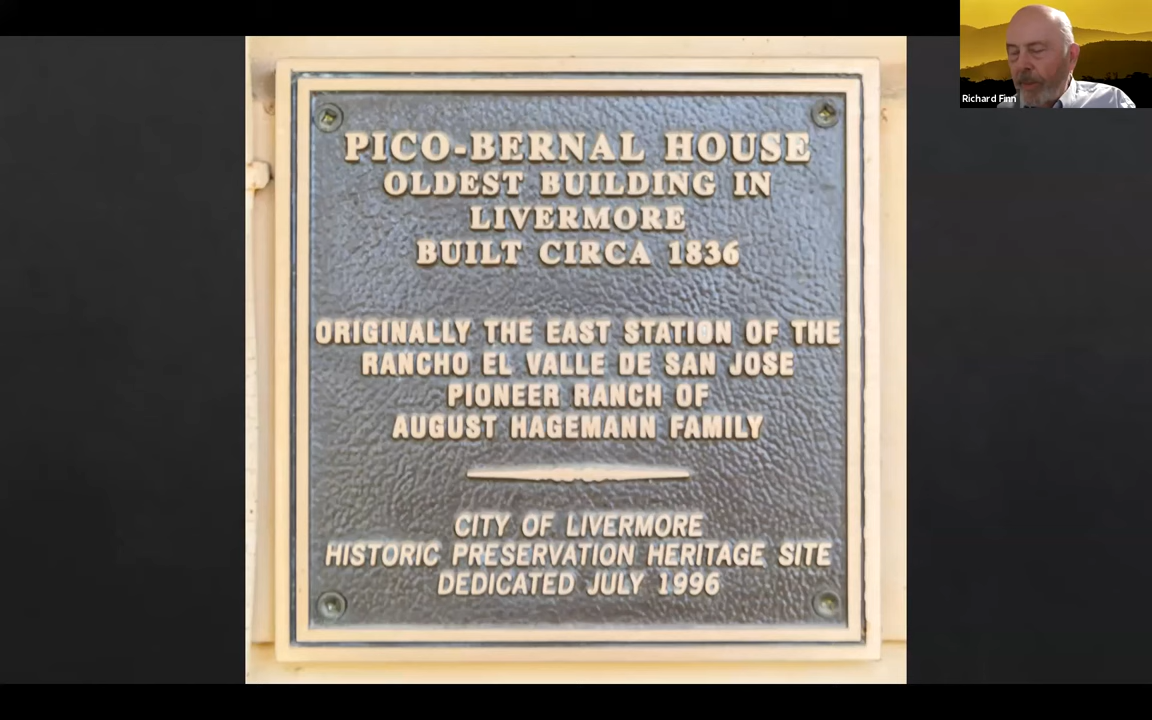 Richard Finn
PICO-BERNAL HOUSE
OLDEST BUILDING IN
LIVERMORE
BUILT CIRCA 1836
ORIGINALLY THE EAST STATION OF THE
RANCHO EL VALLE DE SAN JOSE
PIONEER RANCH OF
AUGUST HAGEMANN FAMILY
CITY OF LIVERMORE
HISTORIC PRESERVATION HERITAGE SITE
DEDICATED JULY 1996